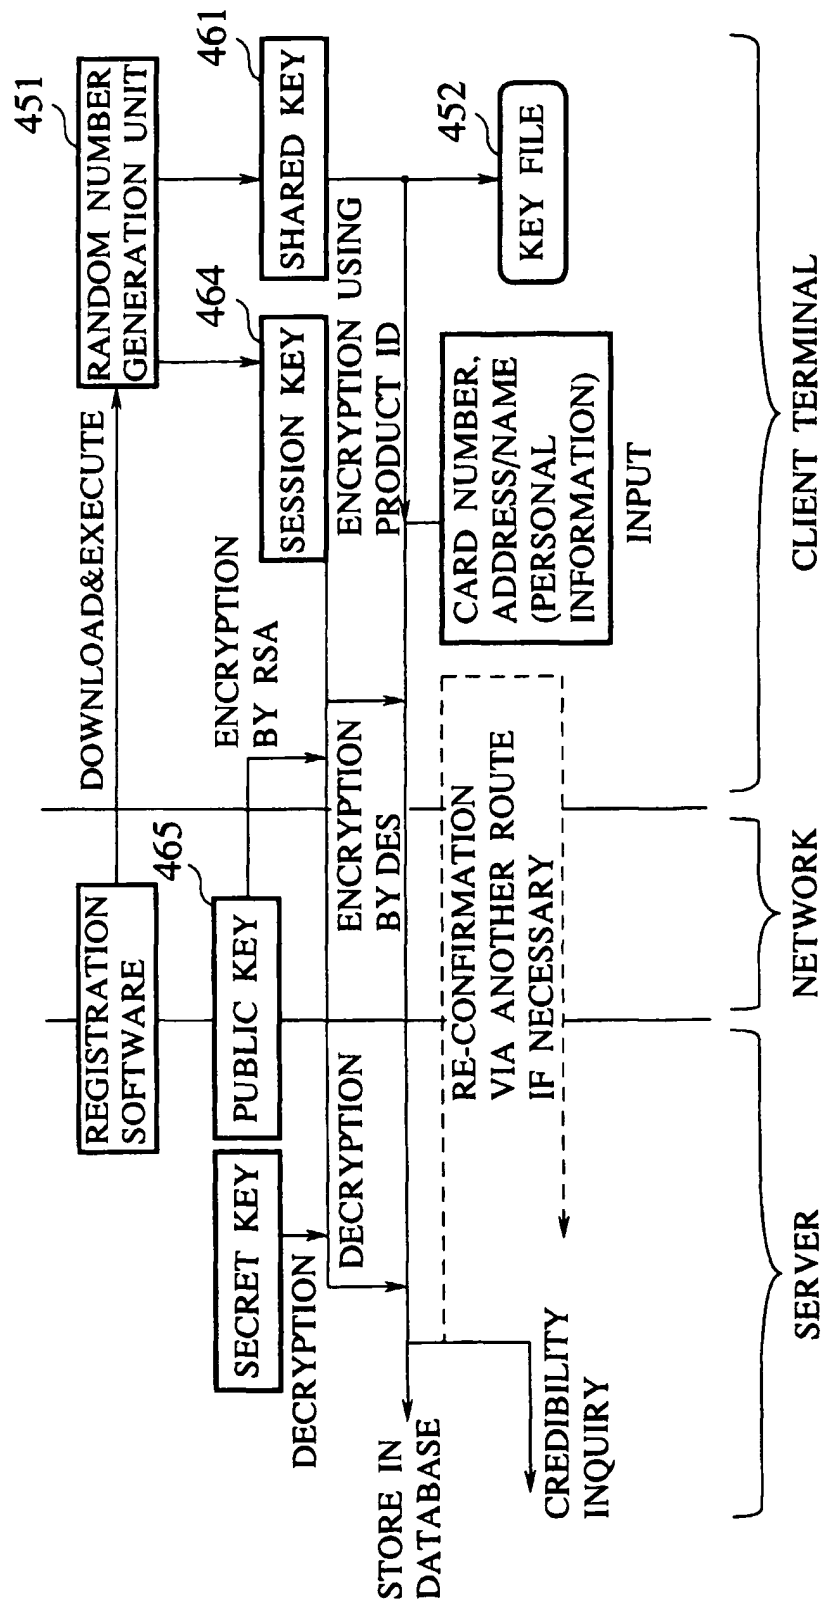 451
RANDOM NUMBER
GENERATION UNIT
461
SHARED KEY
452
KEY FILE
464
SESSION KEY
ENCRYPTION USING
PRODUCT ID
CARD NUMBER,
ADDRESS/NAME
(PERSONAL
INFORMATION)
INPUT
CLIENT TERMINAL
DOWNLOAD&EXECUTE
ENCRYPTION
BY RSA
465
REGISTRATION
SOFTWARE
PUBLIC KEY
ENCRYPTION
BY DES
RE-CONFIRMATION
VIA ANOTHER ROUTE
IF NECESSARY
NETWORK
SECRET KEY
DECRYPTION
DECRYPTION
STORE IN
DATABASE
CREDIBILITY
INQUIRY
SERVER